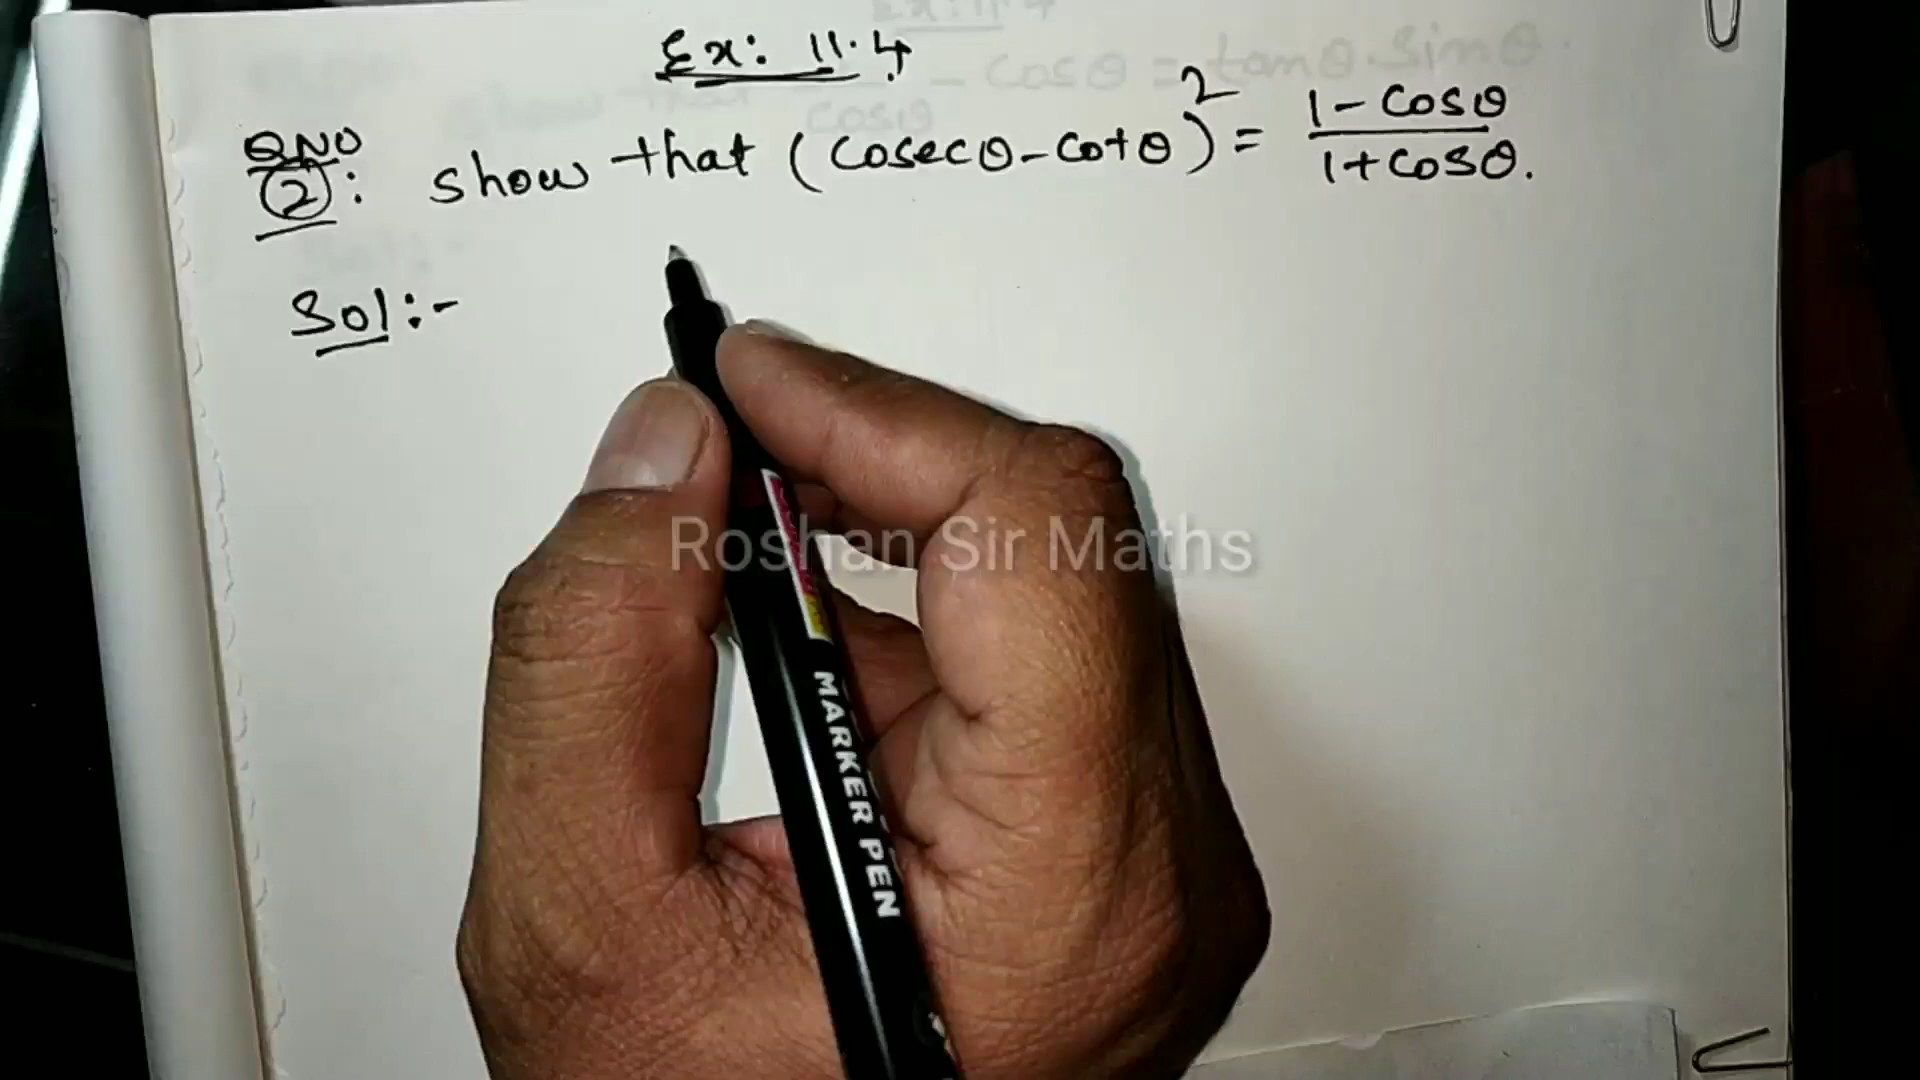 Ex: 11.4
QNO
②: show that (cosecθ-cotθ)² = 1-cosθ/1+cosθ.
Sol:-
Roshan Sir Maths
MARKER PEN